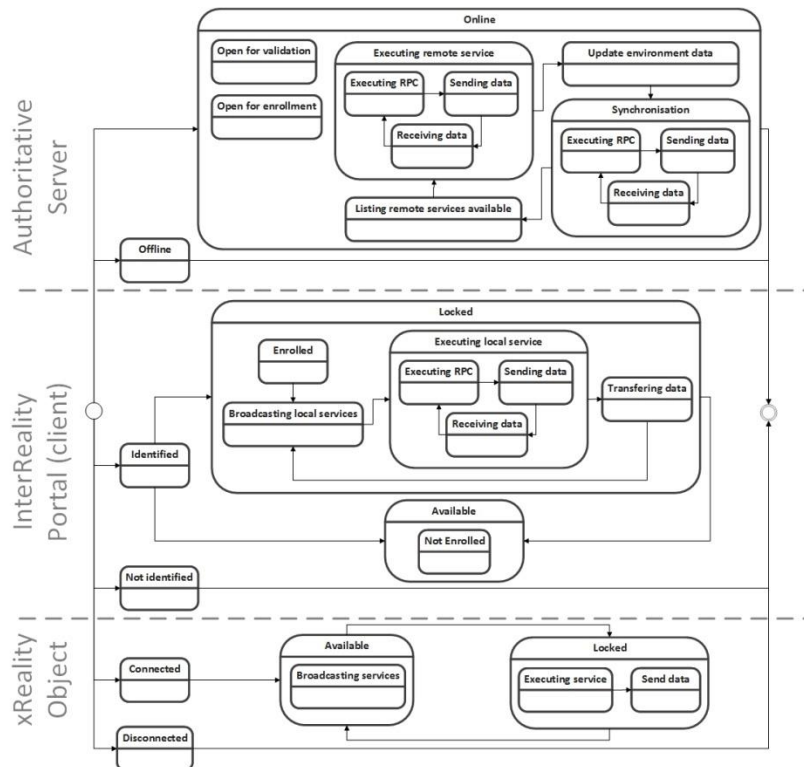 Authoritative
Server
Online
Open for validation
Open for enrollment
Executing remote service
Executing RPC
Sending data
Receiving data
Update environment data
Synchronisation
Executing RPC
Sending data
Receiving data
Listing remote services available
Offline
InterReality
Portal (client)
Locked
Enrolled
Broadcasting local services
Executing local service
Executing RPC
Sending data
Receiving data
Transfering data
Identified
Available
Not Enrolled
Not identified
xReality
Object
Connected
Available
Broadcasting services
Locked
Executing service
Send data
Disconnected